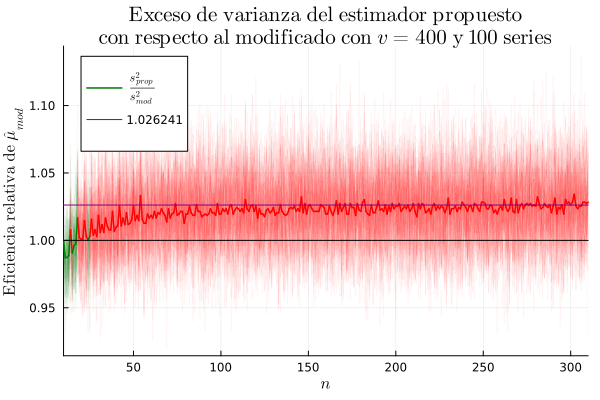 Exceso de varianza del estimador propuesto
con respecto al modificado con v = 400 y 100 series
s²prop / s²mod
1.026241
Eficiencia relativa de μ̂mod
1.10
1.05
1.00
0.95
50 100 150 200 250 300
n